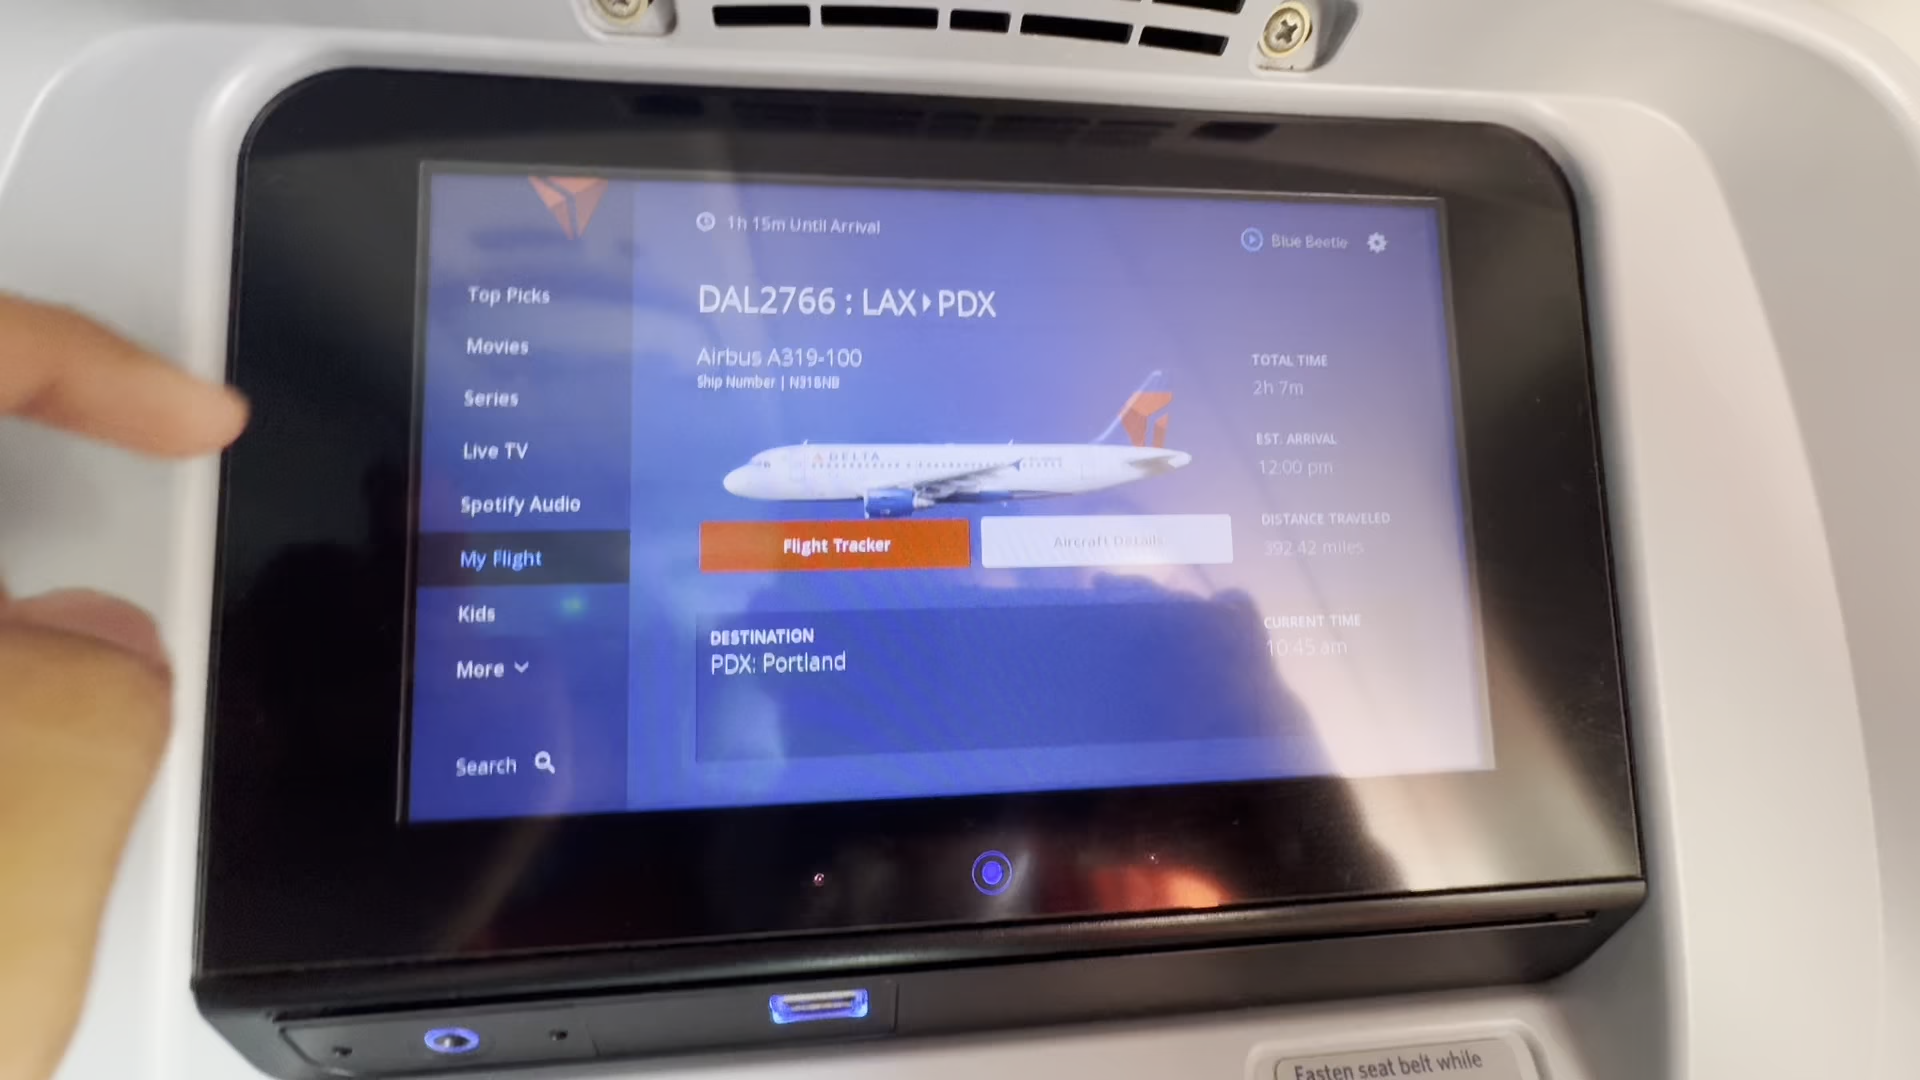 1h 15m Until Arrival
Blue Beetle
DAL2766 : LAX▸PDX
Airbus A319-100
Ship Number | N318NB
Top Picks
Movies
Series
Live TV
Spotify Audio
My Flight
Kids
More
Search
DELTA
Flight Tracker
Aircraft Details
TOTAL TIME
2h 7m
EST. ARRIVAL
12:00 pm
DISTANCE TRAVELED
392.42 miles
CURRENT TIME
10:45 am
DESTINATION
PDX: Portland
Fasten seat belt while